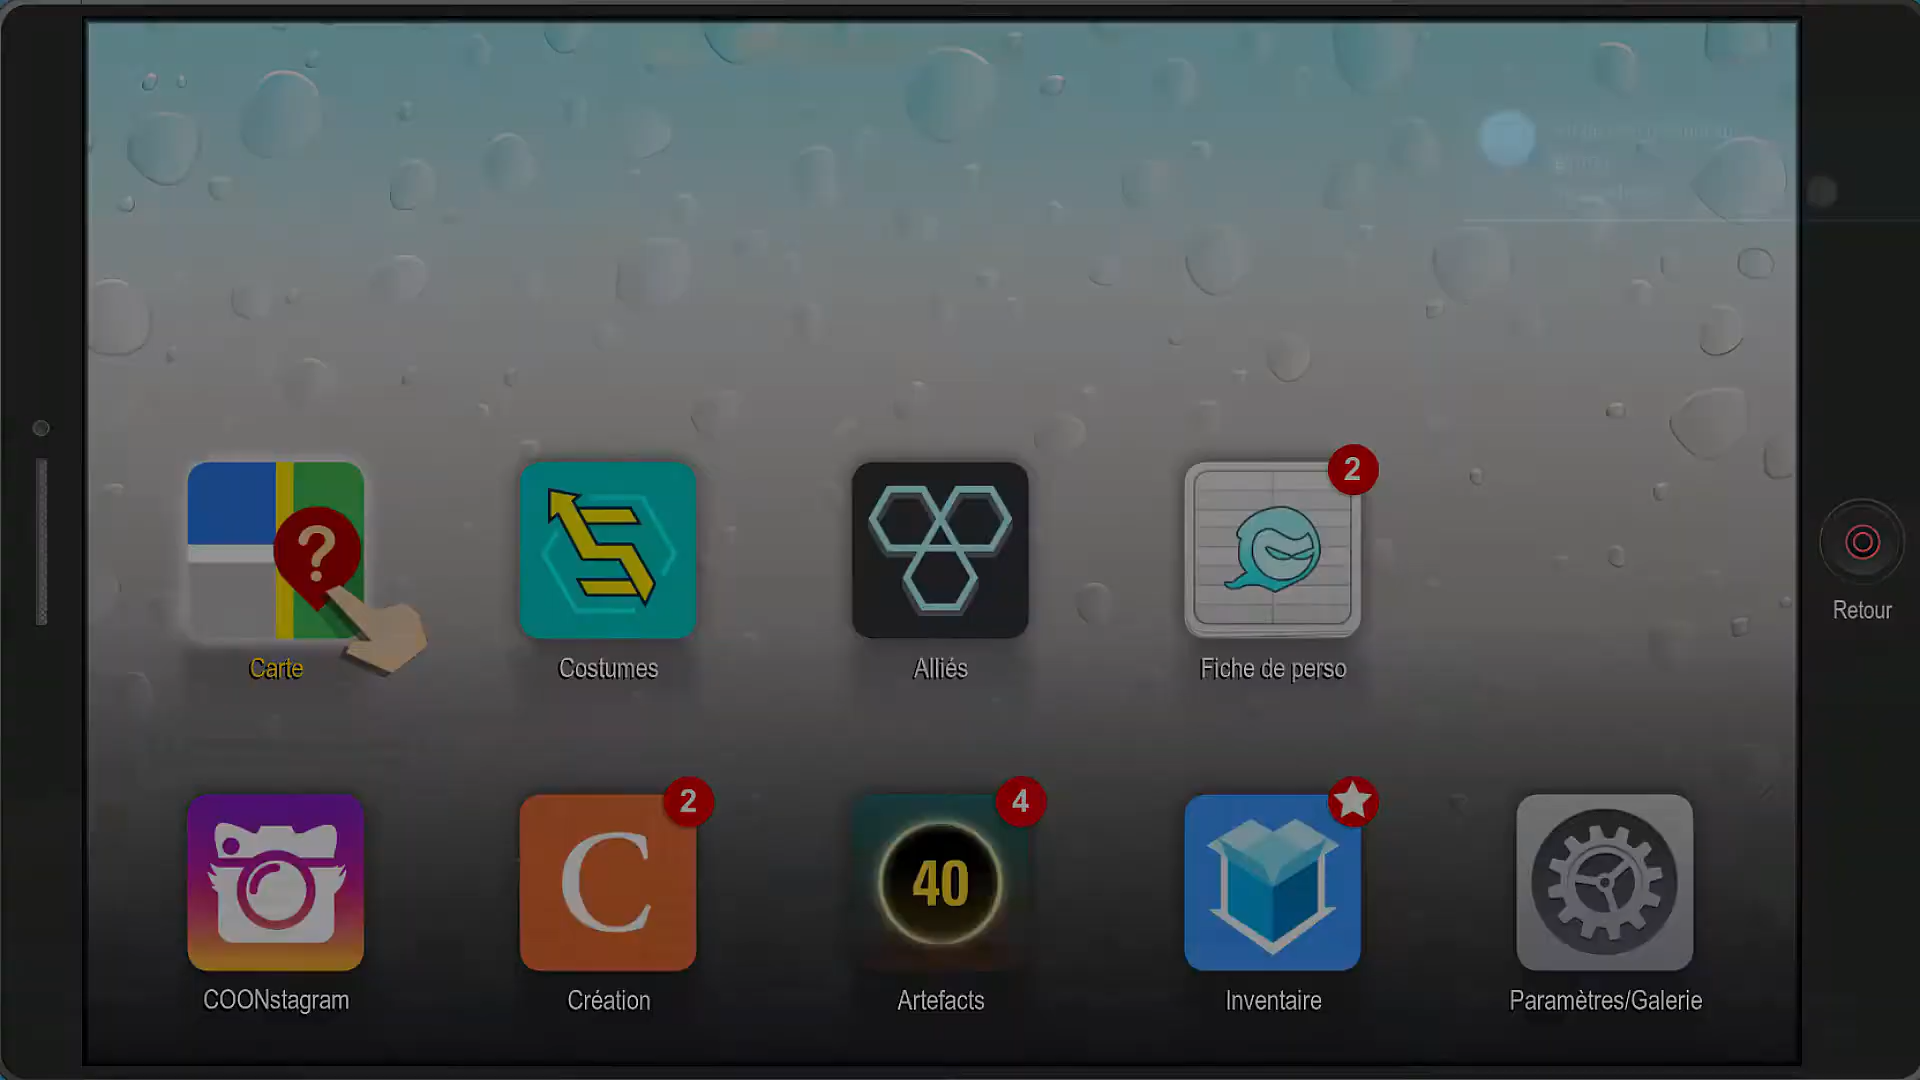 2
?
Retour
Carte
Costumes
Alliés
Fiche de perso
2
4
C
40
COONstagram
Création
Artefacts
Inventaire
Paramètres/Galerie